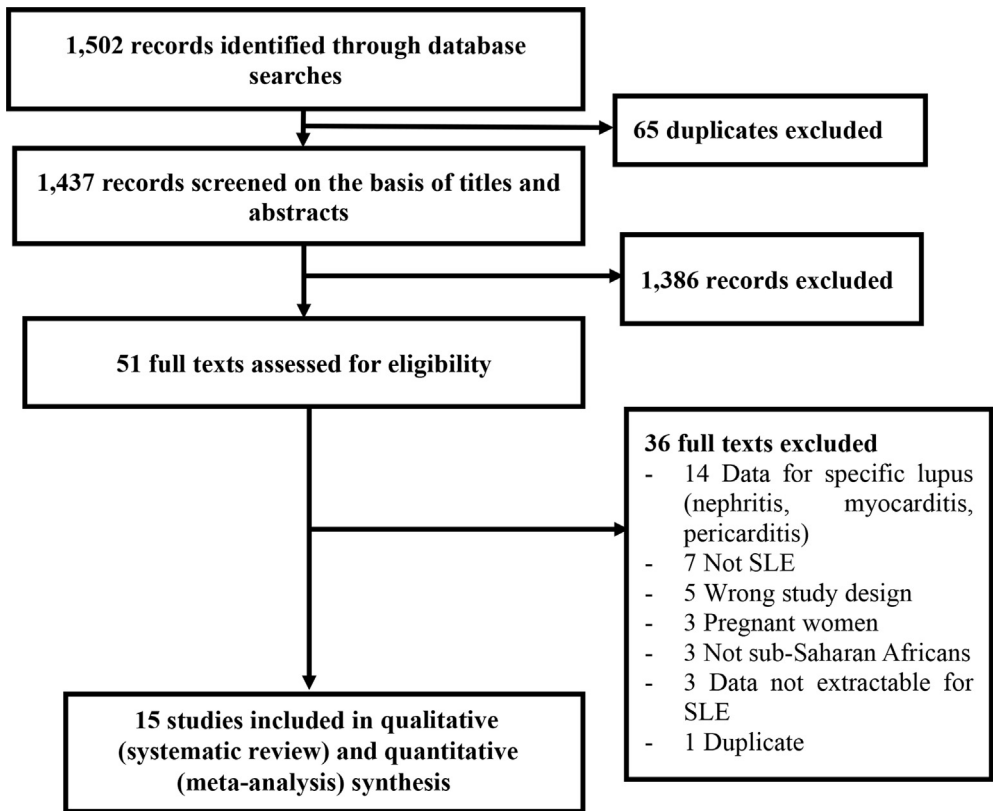 1,502 records identified through database
searches
65 duplicates excluded
1,437 records screened on the basis of titles and
abstracts
1,386 records excluded
51 full texts assessed for eligibility
36 full texts excluded
- 14 Data for specific lupus
(nephritis, myocarditis,
pericarditis)
- 7 Not SLE
- 5 Wrong study design
- 3 Pregnant women
- 3 Not sub-Saharan Africans
- 3 Data not extractable for
SLE
- 1 Duplicate
15 studies included in qualitative
(systematic review) and quantitative
(meta-analysis) synthesis